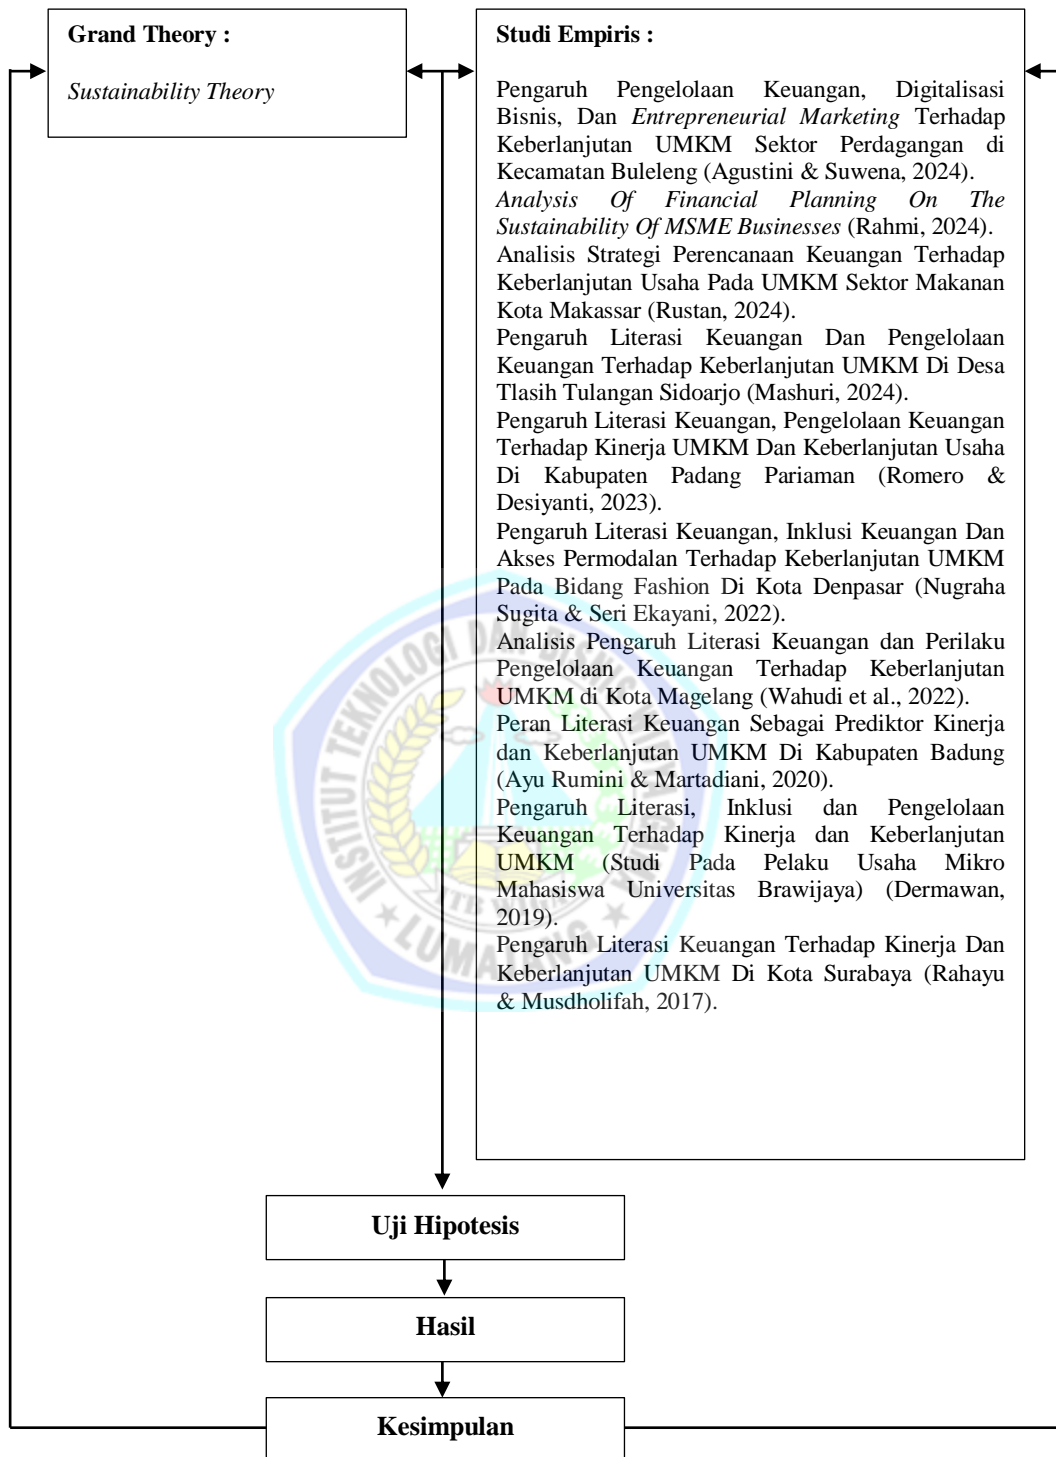 Grand Theory :
Sustainability Theory
Studi Empiris :
Pengaruh Pengelolaan Keuangan, Digitalisasi
Bisnis, Dan Entrepreneurial Marketing Terhadap
Keberlanjutan UMKM Sektor Perdagangan di
Kecamatan Buleleng (Agustini & Suwena, 2024).
Analysis Of Financial Planning On The
Sustainability Of MSME Businesses (Rahmi, 2024).
Analisis Strategi Perencanaan Keuangan Terhadap
Keberlanjutan Usaha Pada UMKM Sektor Makanan
Kota Makassar (Rustan, 2024).
Pengaruh Literasi Keuangan Dan Pengelolaan
Keuangan Terhadap Keberlanjutan UMKM Di Desa
Tlasih Tulangan Sidoarjo (Mashuri, 2024).
Pengaruh Literasi Keuangan, Pengelolaan Keuangan
Terhadap Kinerja UMKM Dan Keberlanjutan Usaha
Di Kabupaten Padang Pariaman (Romero &
Desiyanti, 2023).
Pengaruh Literasi Keuangan, Inklusi Keuangan Dan
Akses Permodalan Terhadap Keberlanjutan UMKM
Pada Bidang Fashion Di Kota Denpasar (Nugraha
Sugita & Seri Ekayani, 2022).
Analisis Pengaruh Literasi Keuangan dan Perilaku
Pengelolaan Keuangan Terhadap Keberlanjutan
UMKM di Kota Magelang (Wahudi et al., 2022).
Peran Literasi Keuangan Sebagai Prediktor Kinerja
dan Keberlanjutan UMKM Di Kabupaten Badung
(Ayu Rumini & Martadiani, 2020).
Pengaruh Literasi, Inklusi dan Pengelolaan
Keuangan Terhadap Kinerja dan Keberlanjutan
UMKM (Studi Pada Pelaku Usaha Mikro
Mahasiswa Universitas Brawijaya) (Dermawan,
2019).
Pengaruh Literasi Keuangan Terhadap Kinerja Dan
Keberlanjutan UMKM Di Kota Surabaya (Rahayu
& Musdholifah, 2017).
INSTITUT TEKNOLOGI DAN BISNIS WIDYA GAMA
ITB WIGA
LUMAJANG
Uji Hipotesis
Hasil
Kesimpulan